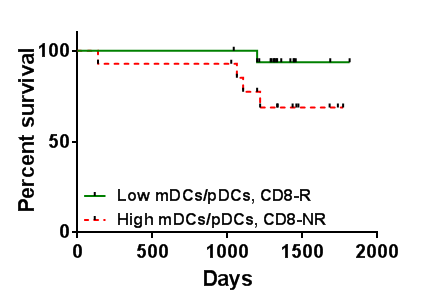 100
50
0
Percent survival
Low mDCs/pDCs, CD8-R
High mDCs/pDCs, CD8-NR
0 500 1000 1500 2000
Days